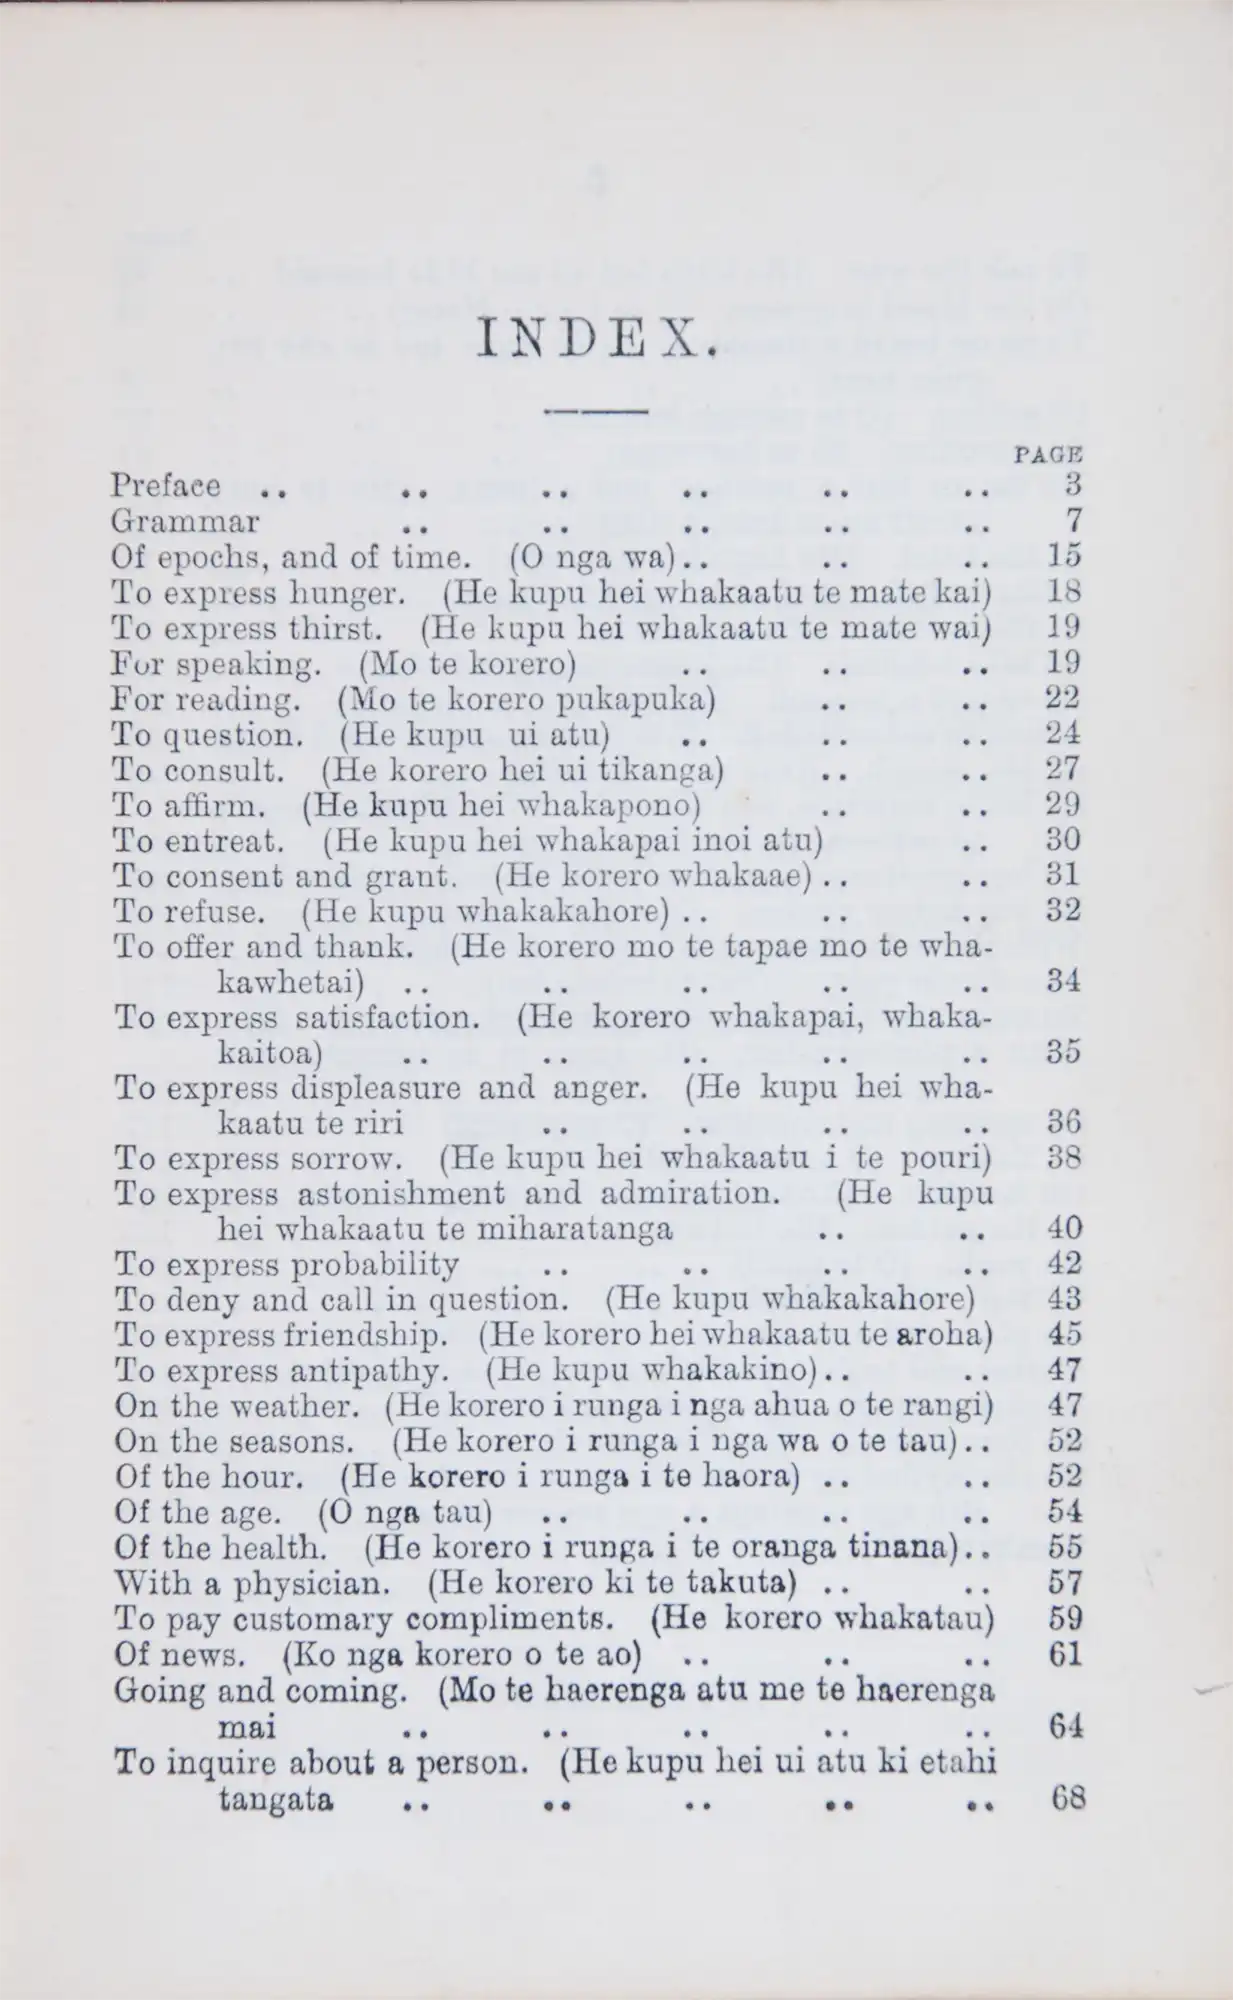 INDEX.
PAGE
Preface .. .. .. .. .. .. 3
Grammar .. .. .. .. .. 7
Of epochs, and of time. (O nga wa).. .. .. 15
To express hunger. (He kupu hei whakaatu te mate kai) 18
To express thirst. (He kupu hei whakaatu te mate wai) 19
For speaking. (Mo te korero) .. .. .. 19
For reading. (Mo te korero pukapuka) .. .. 22
To question. (He kupu ui atu) .. .. .. 24
To consult. (He korero hei ui tikanga) .. .. 27
To affirm. (He kupu hei whakapono) .. .. 29
To entreat. (He kupu hei whakapai inoi atu) .. 30
To consent and grant. (He korero whakaae) .. .. 31
To refuse. (He kupu whakakahore) .. .. .. 32
To offer and thank. (He korero mo te tapae mo te wha-
kawhetai) .. .. .. .. .. 34
To express satisfaction. (He korero whakapai, whaka-
kaitoa) .. .. .. .. .. 35
To express displeasure and anger. (He kupu hei wha-
kaatu te riri .. .. .. .. 36
To express sorrow. (He kupu hei whakaatu i te pouri) 38
To express astonishment and admiration. (He kupu
hei whakaatu te miharatanga .. .. 40
To express probability .. .. .. .. 42
To deny and call in question. (He kupu whakakahore) 43
To express friendship. (He korero hei whakaatu te aroha) 45
To express antipathy. (He kupu whakakino).. .. 47
On the weather. (He korero i runga i nga ahua o te rangi) 47
On the seasons. (He korero i runga i nga wa o te tau).. 52
Of the hour. (He korero i runga i te haora) .. .. 52
Of the age. (O nga tau) .. .. .. .. 54
Of the health. (He korero i runga i te oranga tinana).. 55
With a physician. (He korero ki te takuta) .. .. 57
To pay customary compliments. (He korero whakatau) 59
Of news. (Ko nga korero o te ao) .. .. .. 61
Going and coming. (Mo te haerenga atu me te haerenga
mai .. .. .. .. .. 64
To inquire about a person. (He kupu hei ui atu ki etahi
tangata .. .. .. .. .. 68